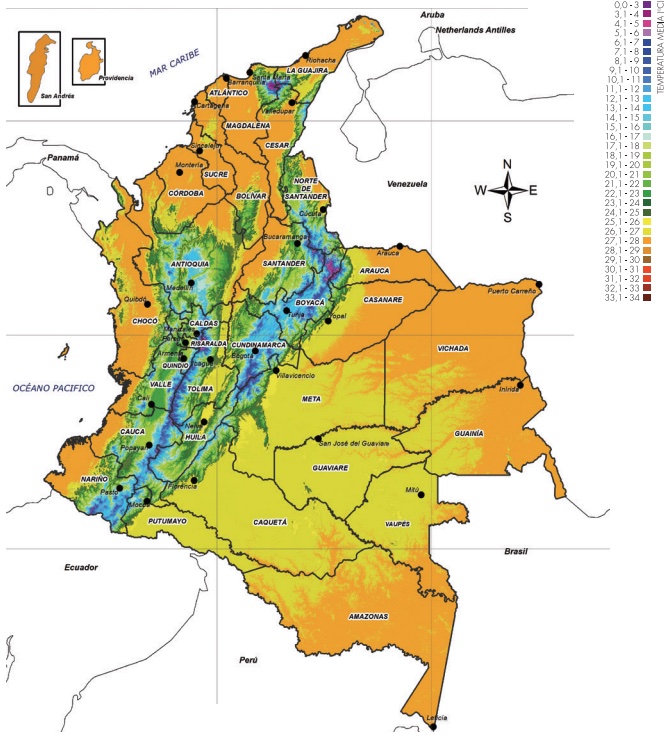 Aruba
Netherlands Antilles
MAR CARIBE
San Andrés
Providencia
Riohacha
Santa Marta
LA GUAJIRA
Barranquilla
ATLÁNTICO
Cartagena
Valledupar
MAGDALENA
CESAR
Sincelejo
Panamá
Montería
SUCRE
CÓRDOBA
BOLÍVAR
NORTE
DE
SANTANDER
Venezuela
N
W
E
S
Cúcuta
Bucaramanga
SANTANDER
Arauca
ARAUCA
ANTIOQUIA
Medellín
Puerto Carreño
Quibdó
BOYACÁ
CASANARE
Tunja
Yopal
CHOCÓ
CALDAS
Manizales
Pereira
RISARALDA
CUNDINAMARCA
Bogotá
VICHADA
Armenia
Ibagué
QUINDIO
Villavicencio
OCÉANO PACIFICO
VALLE
TOLIMA
Inírida
META
Cali
Neiva
CAUCA
HUILA
San José del Guaviare
GUAINÍA
Popayán
GUAVIARE
NARIÑO
Pasto
Florencia
Mitú
Mocoa
PUTUMAYO
CAQUETÁ
VAUPÉS
Brasil
Ecuador
AMAZONAS
Perú
Leticia
TEMPERATURA MEDIA (ºC)
0,0 - 3
3,1 - 4
4,1 - 5
5,1 - 6
6,1 - 7
7,1 - 8
8,1 - 9
9,1 - 10
10,1 - 11
11,1 - 12
12,1 - 13
13,1 - 14
14,1 - 15
15,1 - 16
16,1 - 17
17,1 - 18
18,1 - 19
19,1 - 20
20,1 - 21
21,1 - 22
22,1 - 23
23,1 - 24
24,1 - 25
25,1 - 26
26,1 - 27
27,1 - 28
28,1 - 29
29,1 - 30
30,1 - 31
31,1 - 32
32,1 - 33
33,1 - 34